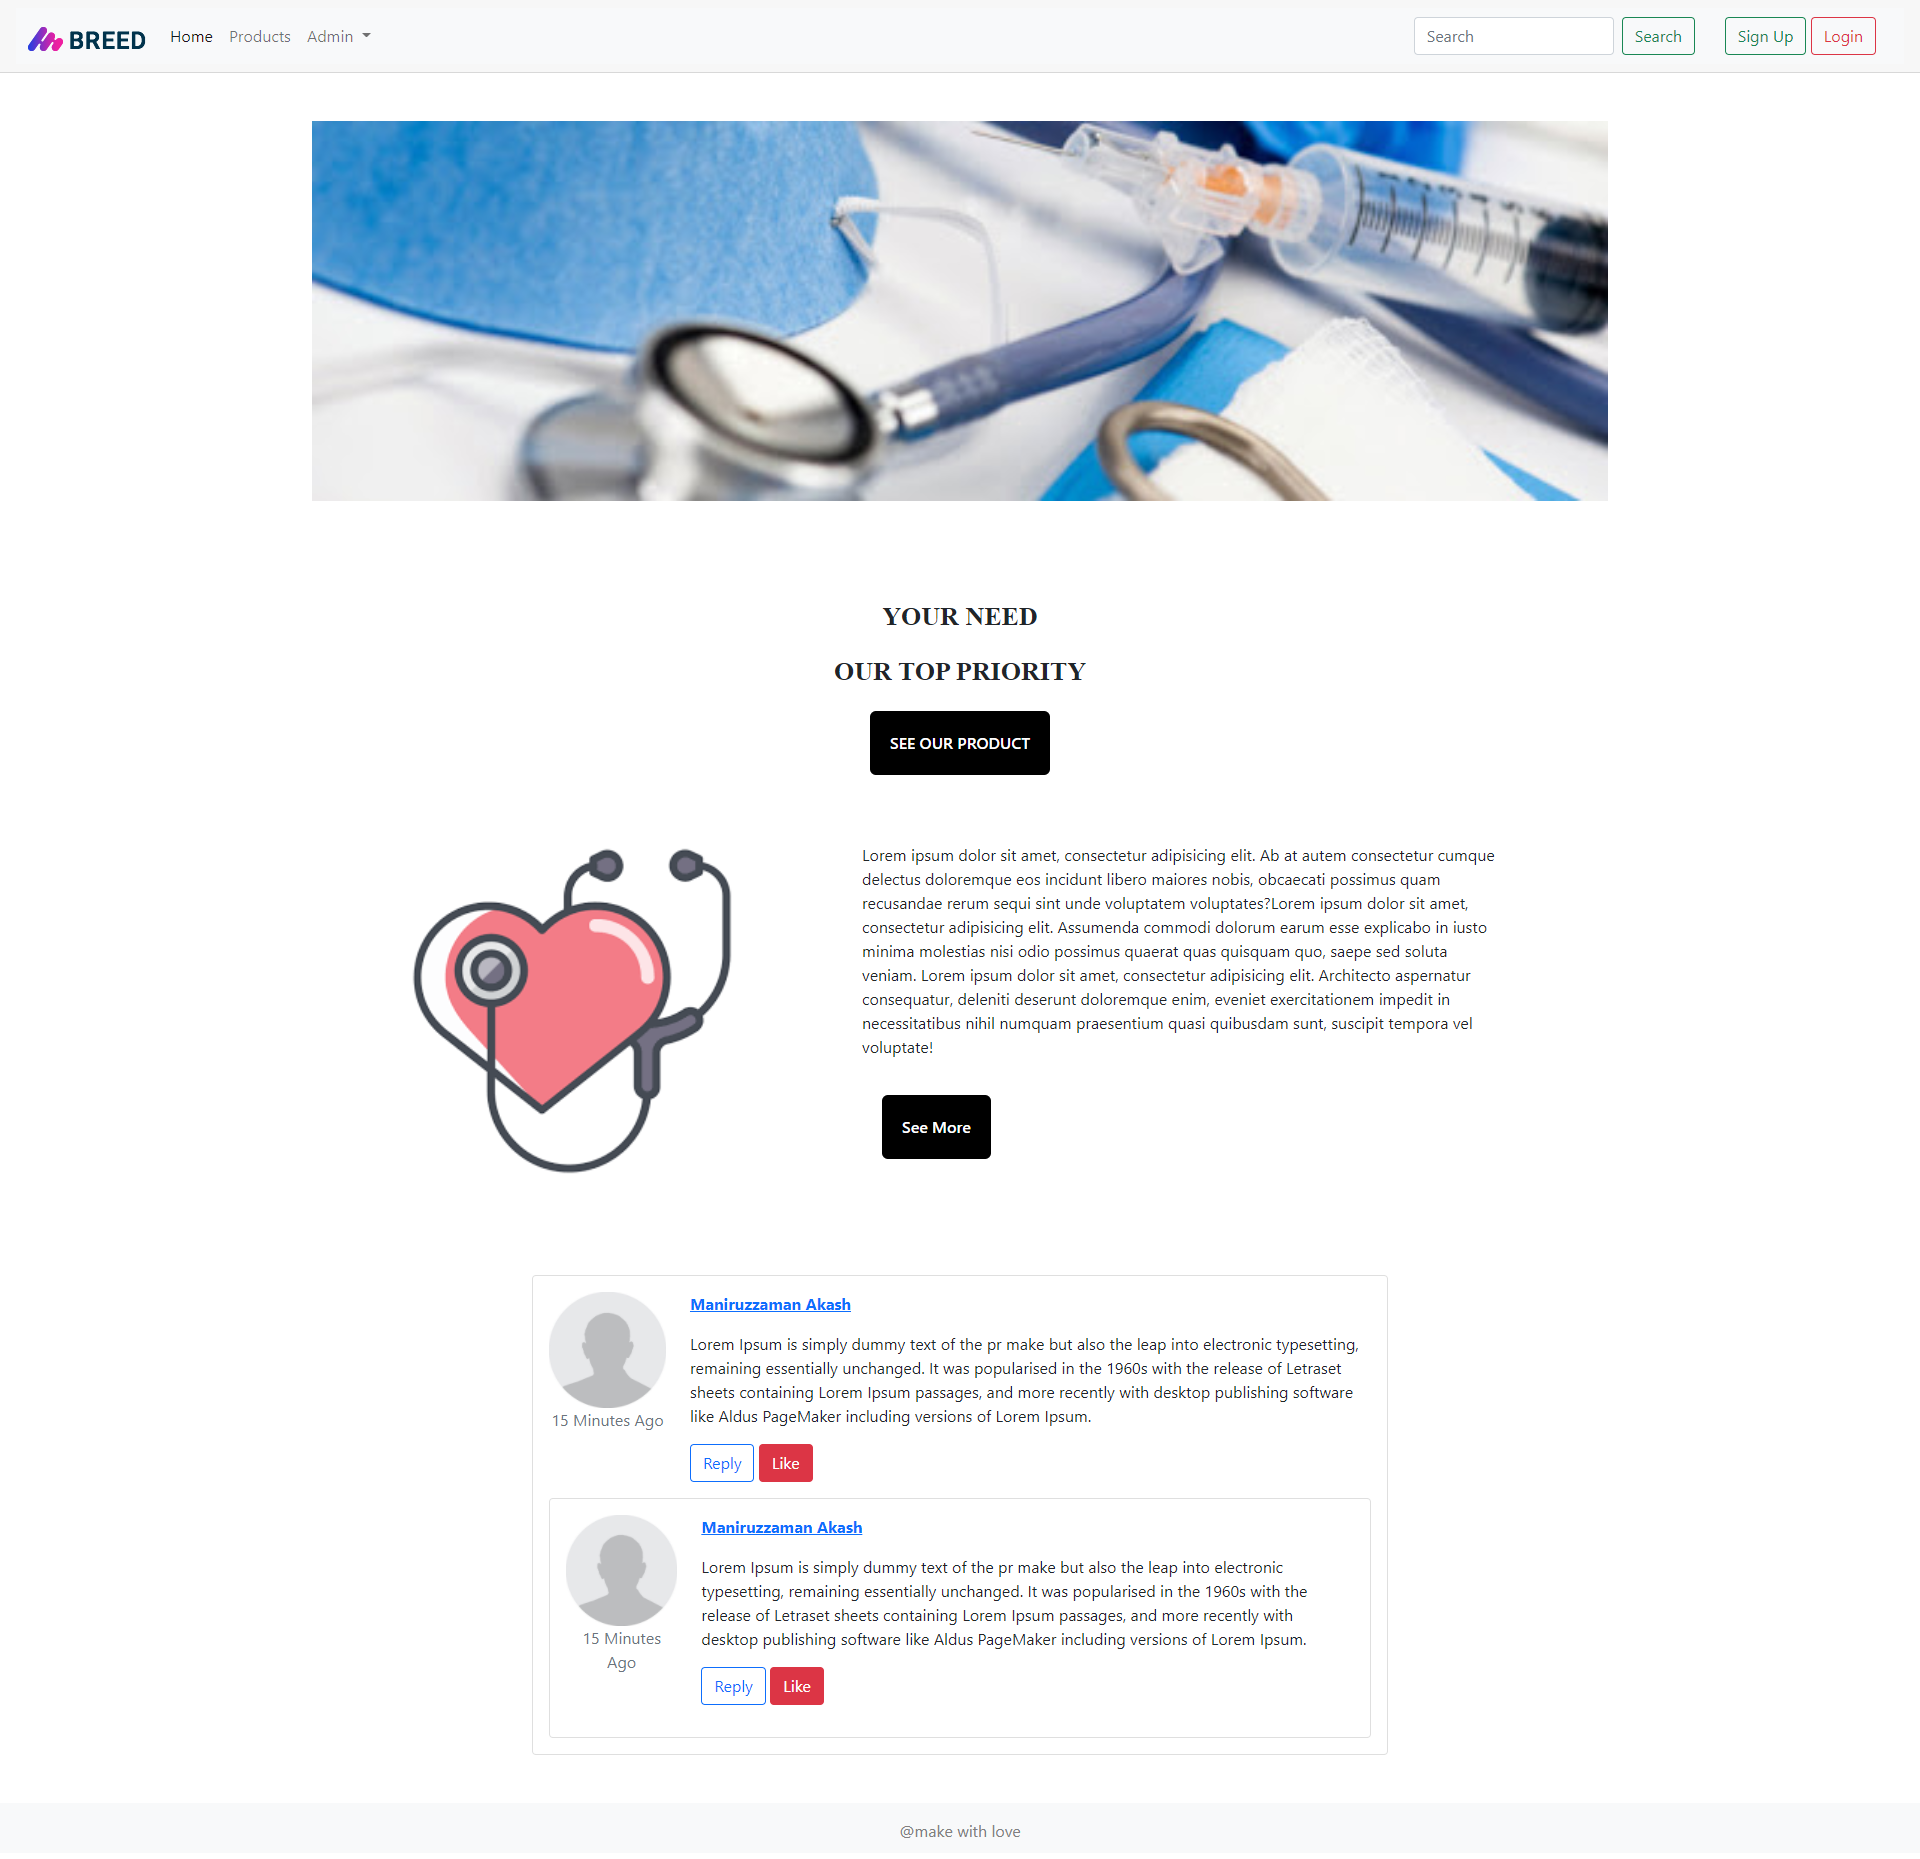 BREED Home Products Admin Search Search Sign Up Login
YOUR NEED
OUR TOP PRIORITY
SEE OUR PRODUCT
Lorem ipsum dolor sit amet, consectetur adipisicing elit. Ab at autem consectetur cumque
delectus doloremque eos incidunt libero maiores nobis, obcaecati possimus quam
recusandae rerum sequi sint unde voluptatem voluptates?Lorem ipsum dolor sit amet,
consectetur adipisicing elit. Assumenda commodi dolorum earum esse explicabo in iusto
minima molestias nisi odio possimus quaerat quas quisquam quo, saepe sed soluta
veniam. Lorem ipsum dolor sit amet, consectetur adipisicing elit. Architecto aspernatur
consequatur, deleniti deserunt doloremque enim, eveniet exercitationem impedit in
necessitatibus nihil numquam praesentium quasi quibusdam sunt, suscipit tempora vel
voluptate!
See More
Maniruzzaman Akash
Lorem Ipsum is simply dummy text of the pr make but also the leap into electronic typesetting,
remaining essentially unchanged. It was popularised in the 1960s with the release of Letraset
sheets containing Lorem Ipsum passages, and more recently with desktop publishing software
like Aldus PageMaker including versions of Lorem Ipsum.
15 Minutes Ago
Reply Like
Maniruzzaman Akash
Lorem Ipsum is simply dummy text of the pr make but also the leap into electronic
typesetting, remaining essentially unchanged. It was popularised in the 1960s with the
release of Letraset sheets containing Lorem Ipsum passages, and more recently with
desktop publishing software like Aldus PageMaker including versions of Lorem Ipsum.
15 Minutes
Ago
Reply Like
@make with love